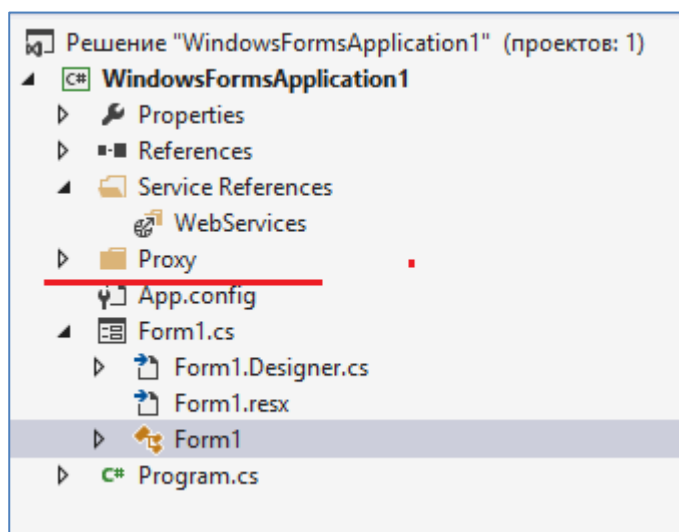 Решение "WindowsFormsApplication1" (проектов: 1)
C# WindowsFormsApplication1
Properties
References
Service References
WebServices
Proxy
App.config
Form1.cs
Form1.Designer.cs
Form1.resx
Form1
C# Program.cs